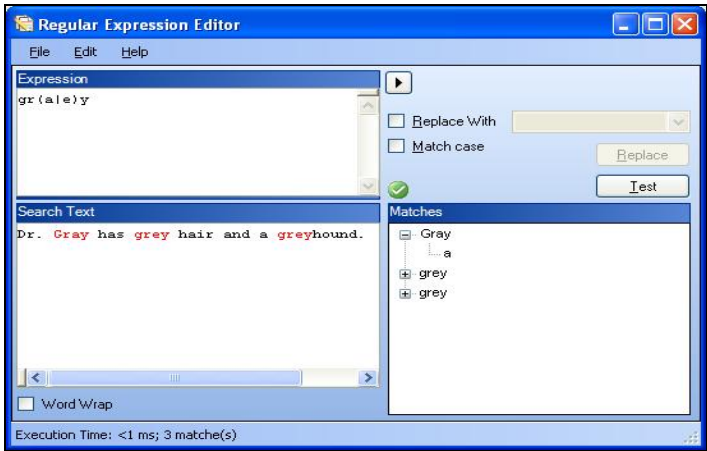 Regular Expression Editor
File Edit Help
Expression
gr(a|e)y
Replace With
Match case
Replace
Test
Search Text
Dr. Gray has grey hair and a greyhound.
Matches
Gray
a
grey
grey
Word Wrap
Execution Time: <1 ms; 3 matche(s)